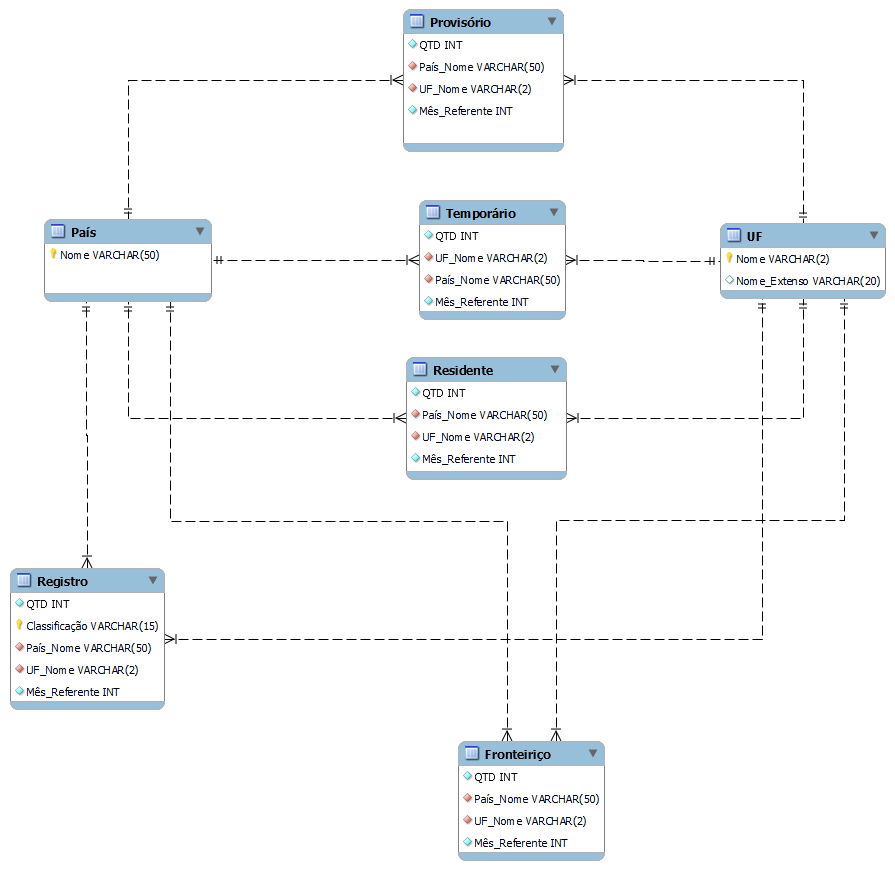 Provisório
QTD INT
País_Nome VARCHAR(50)
UF_Nome VARCHAR(2)
Mês_Referente INT
País
Nome VARCHAR(50)
Temporário
QTD INT
UF_Nome VARCHAR(2)
País_Nome VARCHAR(50)
Mês_Referente INT
UF
Nome VARCHAR(2)
Nome_Extenso VARCHAR(20)
Residente
QTD INT
País_Nome VARCHAR(50)
UF_Nome VARCHAR(2)
Mês_Referente INT
Registro
QTD INT
Classificação VARCHAR(15)
País_Nome VARCHAR(50)
UF_Nome VARCHAR(2)
Mês_Referente INT
Fronteiriço
QTD INT
País_Nome VARCHAR(50)
UF_Nome VARCHAR(2)
Mês_Referente INT